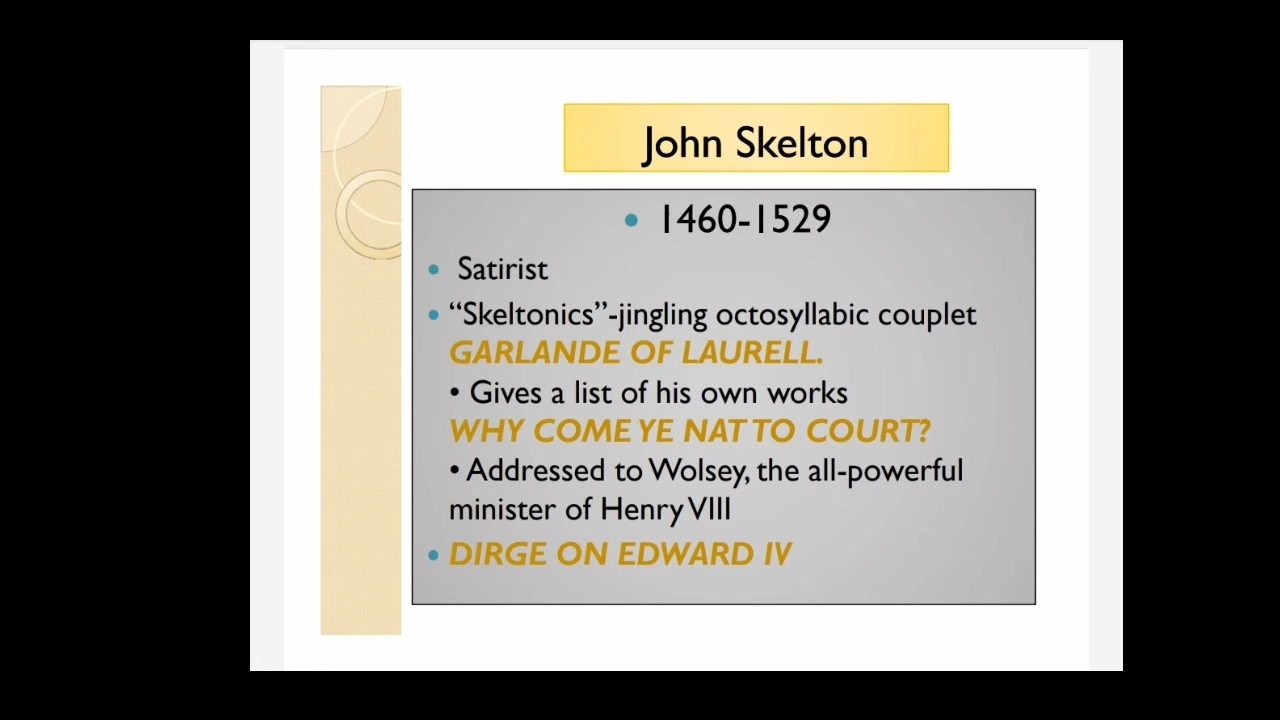 John Skelton
• 1460-1529
• Satirist
• “Skeltonics”-jingling octosyllabic couplet
GARLANDE OF LAURELL.
• Gives a list of his own works
WHY COME YE NAT TO COURT?
• Addressed to Wolsey, the all-powerful
minister of Henry VIII
• DIRGE ON EDWARD IV